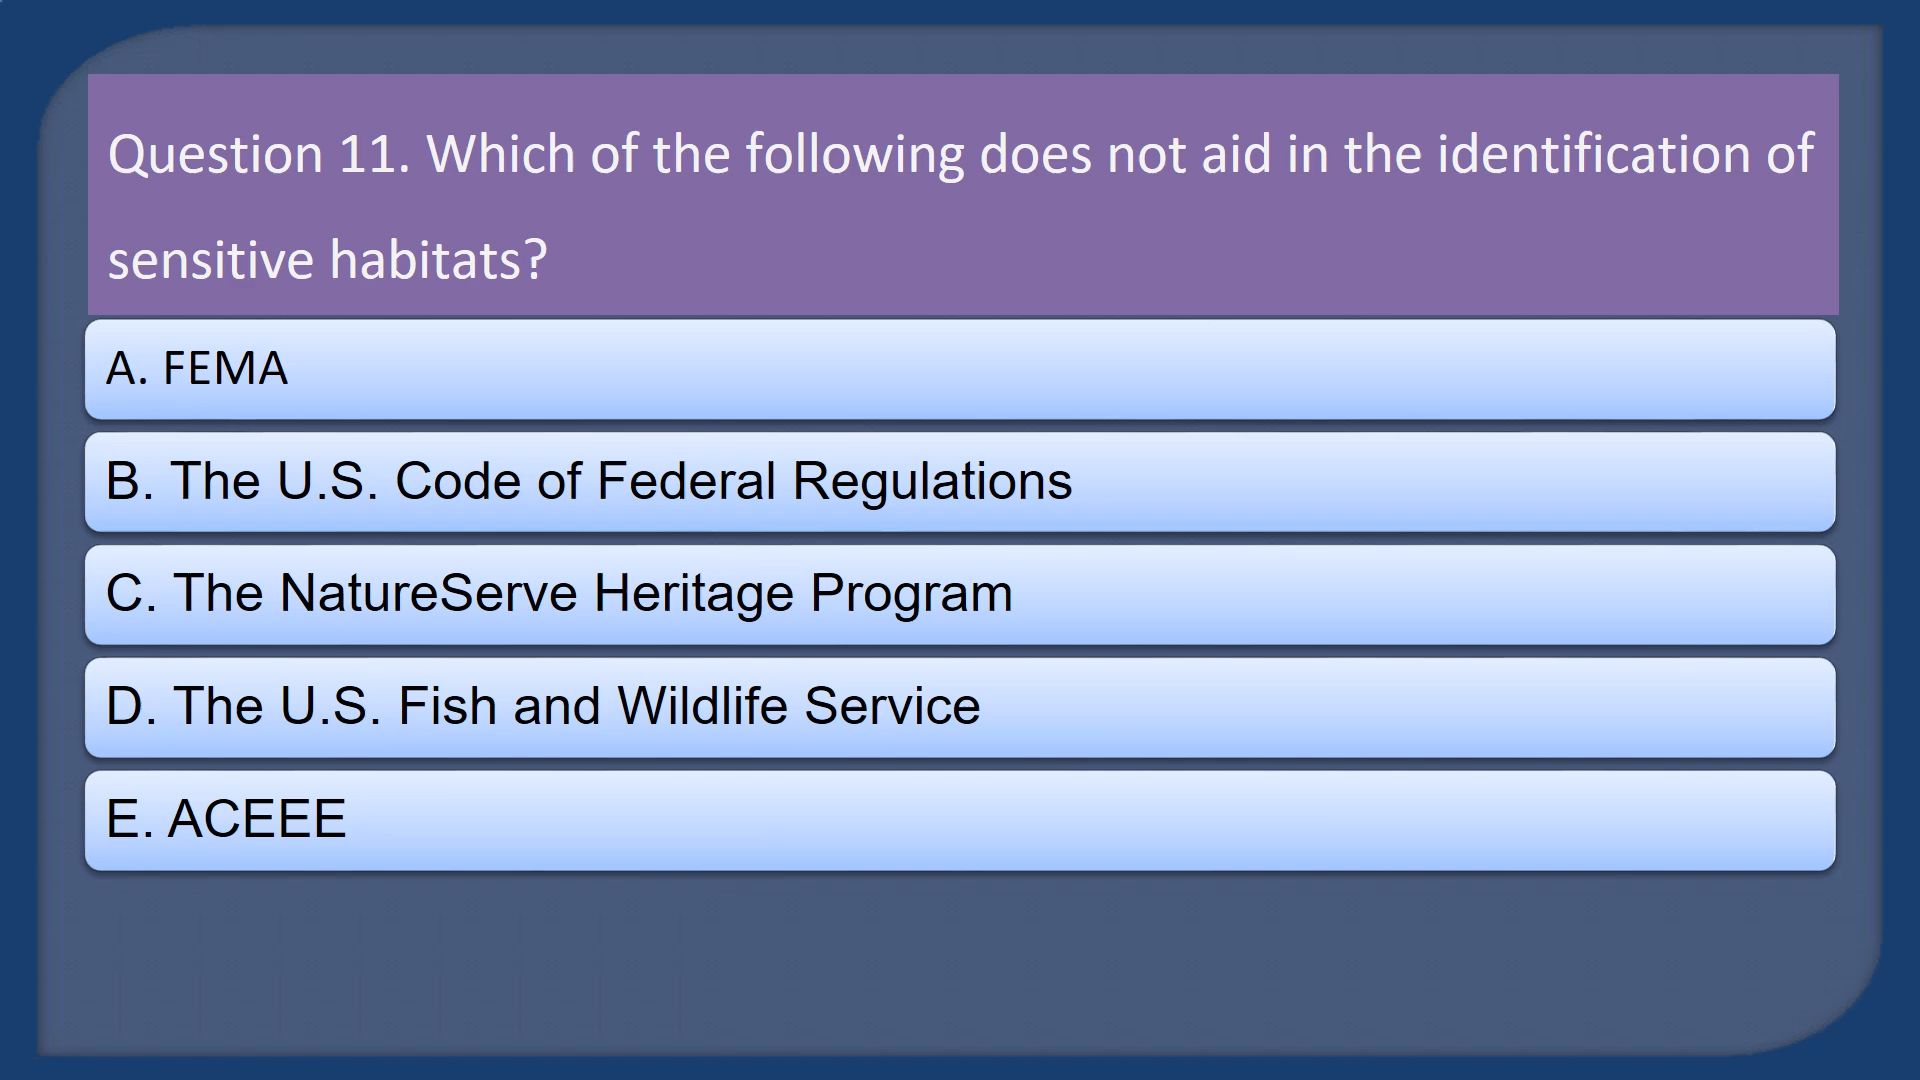 Question 11. Which of the following does not aid in the identification of
sensitive habitats?
A. FEMA
B. The U.S. Code of Federal Regulations
C. The NatureServe Heritage Program
D. The U.S. Fish and Wildlife Service
E. ACEEE